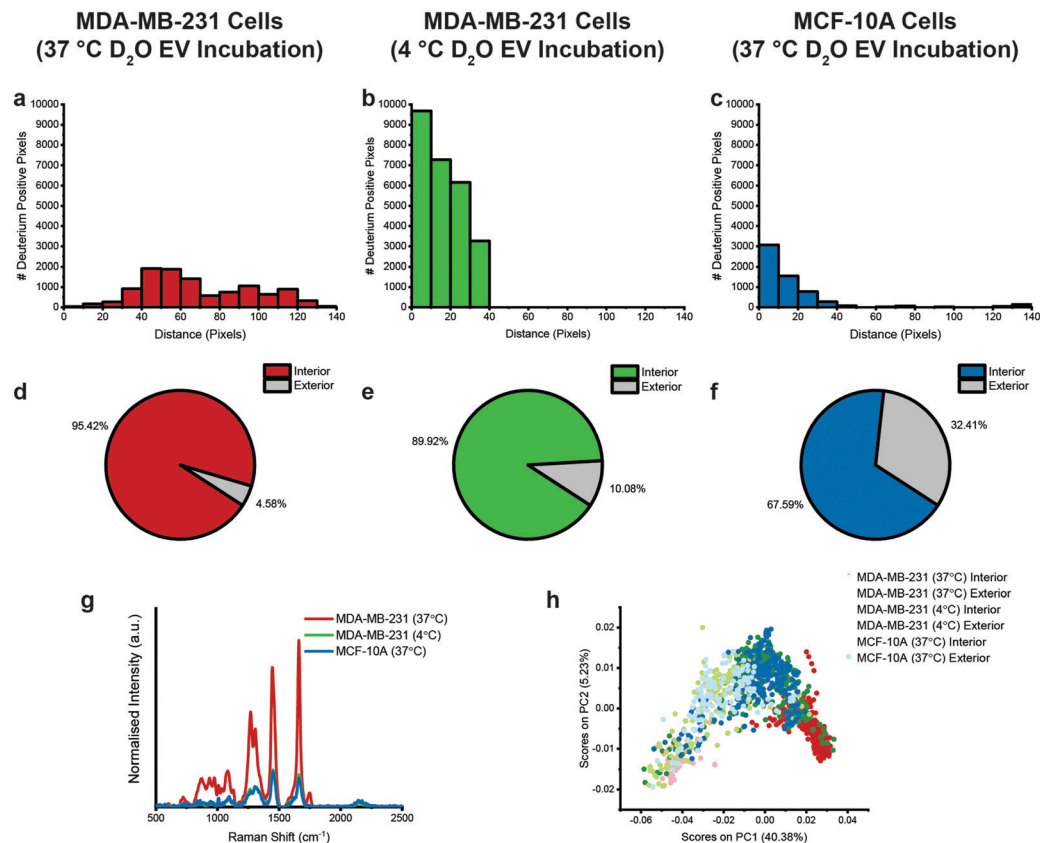 MDA-MB-231 Cells
(37 °C D₂O EV Incubation)
MDA-MB-231 Cells
(4 °C D₂O EV Incubation)
MCF-10A Cells
(37 °C D₂O EV Incubation)
a
10000
9000
8000
7000
6000
5000
4000
3000
2000
1000
0
# Deuterium Positive Pixels
0 20 40 60 80 100 120 140
Distance (Pixels)
b
10000
9000
8000
7000
6000
5000
4000
3000
2000
1000
0
# Deuterium Positive Pixels
0 20 40 60 80 100 120 140
Distance (Pixels)
c
10000
9000
8000
7000
6000
5000
4000
3000
2000
1000
0
# Deuterium Positive Pixels
0 20 40 60 80 100 120 140
Distance (Pixels)
d
Interior
Exterior
95.42%
4.58%
e
Interior
Exterior
89.92%
10.08%
f
Interior
Exterior
32.41%
67.59%
g
MDA-MB-231 (37°C)
MDA-MB-231 (4°C)
MCF-10A (37°C)
Normalised Intensity (a.u.)
500 1000 1500 2000 2500
Raman Shift (cm⁻¹)
h
MDA-MB-231 (37°C) Interior
MDA-MB-231 (37°C) Exterior
MDA-MB-231 (4°C) Interior
MDA-MB-231 (4°C) Exterior
MCF-10A (37°C) Interior
MCF-10A (37°C) Exterior
0.02
0.010
0.00
-0.01
-0.02
Scores on PC2 (5.23%)
-0.06 -0.04 -0.02 0.00 0.02 0.04
Scores on PC1 (40.38%)